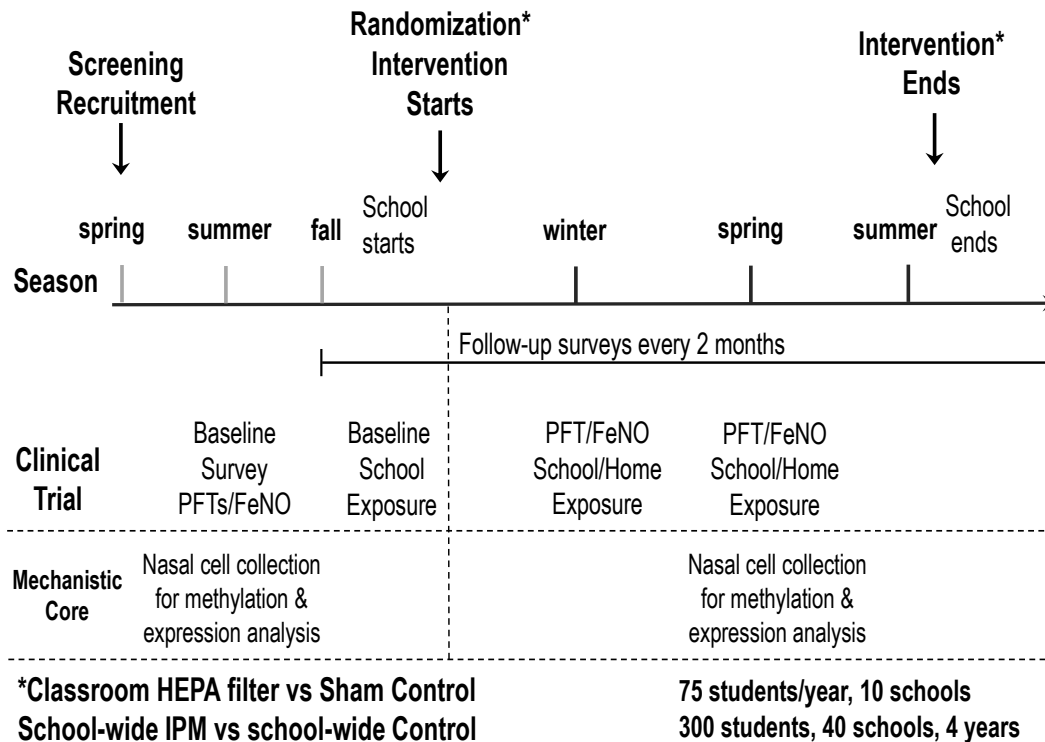 Screening
Recruitment
Randomization*
Intervention
Starts
Intervention*
Ends
spring
summer
fall
School
starts
winter
spring
summer
School
ends
Season
Follow-up surveys every 2 months
Clinical
Trial
Baseline
Survey
PFTs/FeNO
Baseline
School
Exposure
PFT/FeNO
School/Home
Exposure
PFT/FeNO
School/Home
Exposure
Mechanistic
Core
Nasal cell collection
for methylation &
expression analysis
Nasal cell collection
for methylation &
expression analysis
*Classroom HEPA filter vs Sham Control
School-wide IPM vs school-wide Control
75 students/year, 10 schools
300 students, 40 schools, 4 years